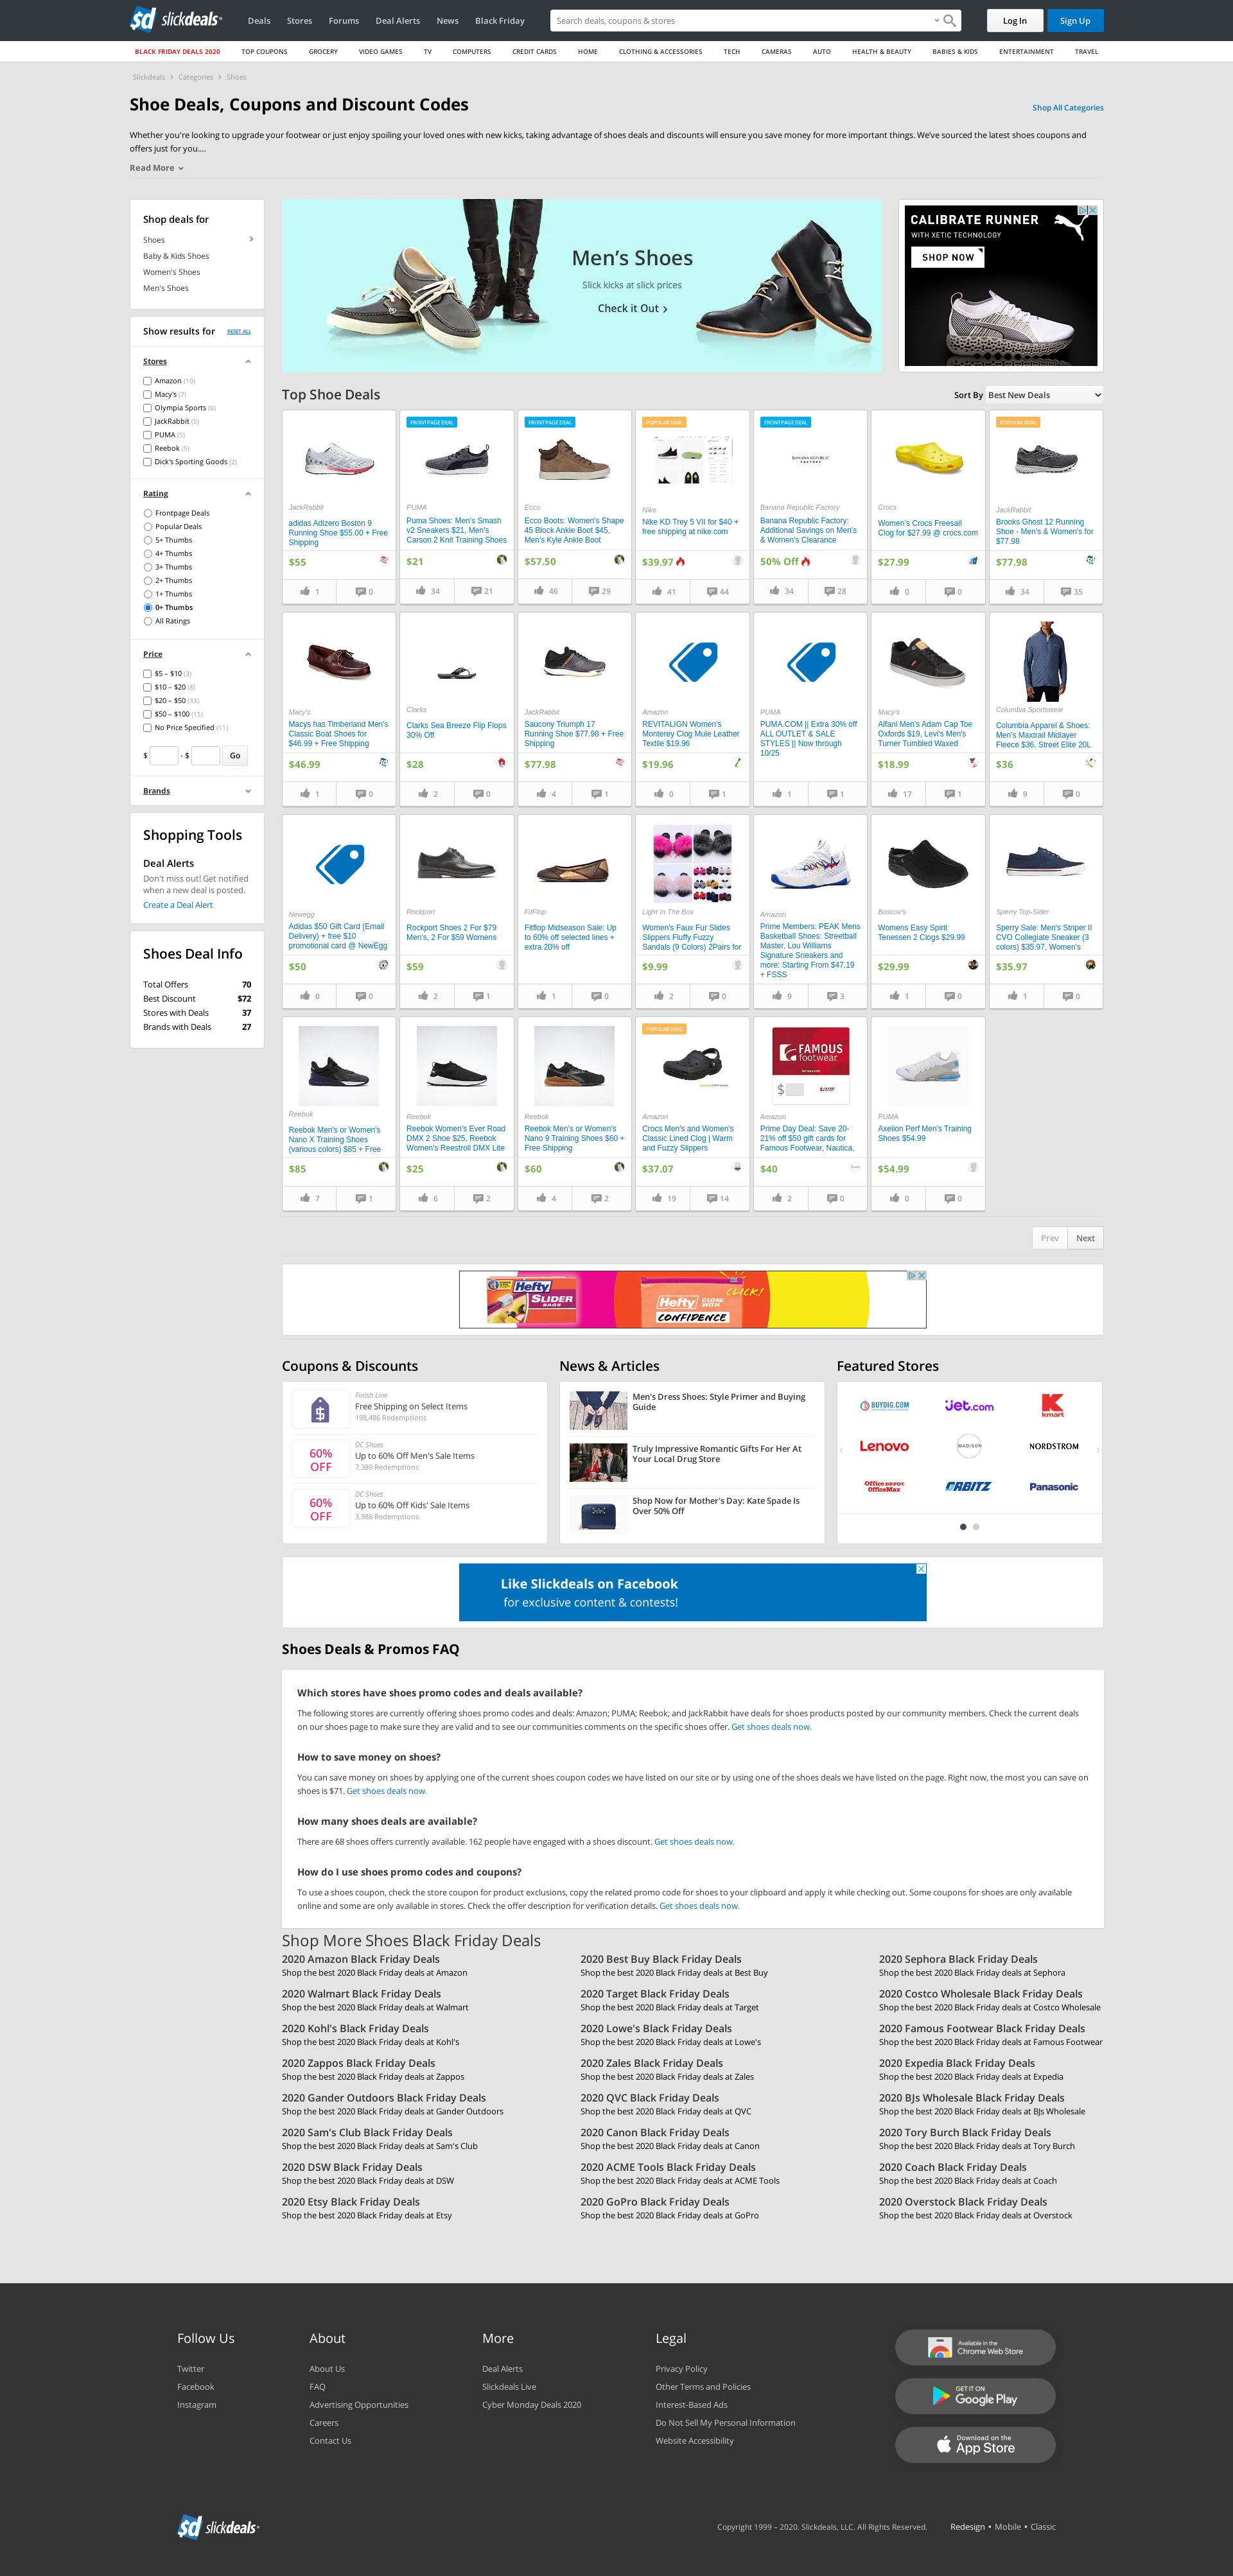 slickdeals
Deals
Stores
Forums
Deal Alerts
News
Black Friday
Search deals, coupons & stores
Log In
Sign Up
BLACK FRIDAY DEALS 2020
TOP COUPONS
GROCERY
VIDEO GAMES
TV
COMPUTERS
CREDIT CARDS
HOME
CLOTHING & ACCESSORIES
TECH
CAMERAS
AUTO
HEALTH & BEAUTY
BABIES & KIDS
ENTERTAINMENT
TRAVEL
Slickdeals > Categories > Shoes
Shoe Deals, Coupons and Discount Codes
Shop All Categories
Whether you're looking to upgrade your footwear or just enjoy spoiling your loved ones with new kicks, taking advantage of shoes deals and discounts will ensure you save money for more important things. We've sourced the latest shoes coupons and
offers just for you....
Read More
Shop deals for
Shoes
Baby & Kids Shoes
Women's Shoes
Men's Shoes
Show results for
RESET ALL
Stores
Amazon (10)
Macy's (7)
Olympia Sports (6)
JackRabbit (5)
PUMA (5)
Reebok (5)
Dick's Sporting Goods (2)
Rating
Frontpage Deals
Popular Deals
5+ Thumbs
4+ Thumbs
3+ Thumbs
2+ Thumbs
1+ Thumbs
0+ Thumbs
All Ratings
Price
$5 – $10 (3)
$10 – $20 (8)
$20 – $50 (33)
$50 – $100 (15)
No Price Specified (11)
$ - $ Go
Brands
Shopping Tools
Deal Alerts
Don't miss out! Get notified
when a new deal is posted.
Create a Deal Alert
Shoes Deal Info
Total Offers 70
Best Discount $72
Stores with Deals 37
Brands with Deals 27
Men's Shoes
Slick kicks at slick prices
Check it Out >
CALIBRATE RUNNER
WITH XETIC TECHNOLOGY
SHOP NOW
Top Shoe Deals
Sort By Best New Deals
JackRabbit
adidas Adizero Boston 9
Running Shoe $55.00 + Free
Shipping
$55
1 0
FRONTPAGE DEAL
PUMA
Puma Shoes: Men's Smash
v2 Sneakers $21, Men's
Carson 2 Knit Training Shoes
$21
34 21
FRONTPAGE DEAL
Ecco
Ecco Boots: Women's Shape
45 Block Ankle Boot $45,
Men's Kyle Ankle Boot
$57.50
46 29
POPULAR DEAL
Nike
Nike KD Trey 5 VII for $40 +
free shipping at nike.com
$39.97
41 44
FRONTPAGE DEAL
BANANA REPUBLIC
FACTORY
Banana Republic Factory
Banana Republic Factory:
Additional Savings on Men's
& Women's Clearance
50% Off
34 28
Crocs
Women's Crocs Freesail
Clog for $27.99 @ crocs.com
$27.99
0 0
POPULAR DEAL
JackRabbit
Brooks Ghost 12 Running
Shoe - Men's & Women's for
$77.98
$77.98
34 35
Macy's
Macys has Timberland Men's
Classic Boat Shoes for
$46.99 + Free Shipping
$46.99
1 0
Clarks
Clarks Sea Breeze Flip Flops
30% Off
$28
2 0
JackRabbit
Saucony Triumph 17
Running Shoe $77.98 + Free
Shipping
$77.98
4 1
Amazon
REVITALIGN Women's
Monterey Clog Mule Leather
Textile $19.96
$19.96
0 1
PUMA
PUMA.COM || Extra 30% off
ALL OUTLET & SALE
STYLES || Now through
10/25
1 1
Macy's
Alfani Men's Adam Cap Toe
Oxfords $19, Levi's Men's
Turner Tumbled Waxed
$18.99
17 1
Columbia Sportswear
Columbia Apparel & Shoes:
Men's Maxtrail Midlayer
Fleece $36, Street Elite 20L
$36
9 0
Newegg
Adidas $50 Gift Card (Email
Delivery) + free $10
promotional card @ NewEgg
$50
0 0
Rockport
Rockport Shoes 2 For $79
Men's, 2 For $59 Womens
$59
2 1
FitFlop
Fitflop Midseason Sale: Up
to 60% off selected lines +
extra 20% off
1 0
Light In The Box
Women's Faux Fur Slides
Slippers Fluffy Fuzzy
Sandals (9 Colors) 2Pairs for
$9.99
2 0
Amazon
Prime Members: PEAK Mens
Basketball Shoes: Streetball
Master, Lou Williams
Signature Sneakers and
more: Starting From $47.19
+ FSSS
9 3
Boscov's
Womens Easy Spirit
Tenessen 2 Clogs $29.99
$29.99
1 0
Sperry Top-Sider
Sperry Sale: Men's Striper II
CVO Collegiate Sneaker (3
colors) $35.97, Women's
$35.97
1 0
Reebok
Reebok Men's or Women's
Nano X Training Shoes
(various colors) $85 + Free
$85
7 1
Reebok
Reebok Women's Ever Road
DMX 2 Shoe $25, Reebok
Women's Reestroll DMX Lite
$25
6 2
Reebok
Reebok Men's or Women's
Nano 9 Training Shoes $60 +
Free Shipping
$60
4 2
POPULAR DEAL
Amazon
Crocs Men's and Women's
Classic Lined Clog | Warm
and Fuzzy Slippers
$37.07
19 14
FAMOUS
footwear
$
Amazon
Prime Day Deal: Save 20-
21% off $50 gift cards for
Famous Footwear, Nautica,
$40
2 0
PUMA
Axelion Perf Men's Training
Shoes $54.99
$54.99
0 0
Prev
Next
Hefty
SLIDER
BAGS
Hefty
CLICK!
CLOSE WITH
CONFIDENCE
Coupons & Discounts
Finish Line
Free Shipping on Select Items
198,486 Redemptions
60%
OFF
DC Shoes
Up to 60% Off Men's Sale Items
7,389 Redemptions
60%
OFF
DC Shoes
Up to 60% Off Kids' Sale Items
3,988 Redemptions
News & Articles
Men's Dress Shoes: Style Primer and Buying
Guide
Truly Impressive Romantic Gifts For Her At
Your Local Drug Store
Shop Now for Mother's Day: Kate Spade Is
Over 50% Off
Featured Stores
BUYDIG.COM
jet.com
kmart
Lenovo
MADISON
NORDSTROM
Office DEPOT
OfficeMax
ORBITZ
Panasonic
Like Slickdeals on Facebook
for exclusive content & contests!
Shoes Deals & Promos FAQ
Which stores have shoes promo codes and deals available?
The following stores are currently offering shoes promo codes and deals: Amazon; PUMA; Reebok; and JackRabbit have deals for shoes products posted by our community members. Check the current deals
on our shoes page to make sure they are valid and to see our communities comments on the specific shoes offer. Get shoes deals now.
How to save money on shoes?
You can save money on shoes by applying one of the current shoes coupon codes we have listed on our site or by using one of the shoes deals we have listed on the page. Right now, the most you can save on
shoes is $71. Get shoes deals now.
How many shoes deals are available?
There are 68 shoes offers currently available. 162 people have engaged with a shoes discount. Get shoes deals now.
How do I use shoes promo codes and coupons?
To use a shoes coupon, check the store coupon for product exclusions, copy the related promo code for shoes to your clipboard and apply it while checking out. Some coupons for shoes are only available
online and some are only available in stores. Check the offer description for verification details. Get shoes deals now.
Shop More Shoes Black Friday Deals
2020 Amazon Black Friday Deals
Shop the best 2020 Black Friday deals at Amazon
2020 Best Buy Black Friday Deals
Shop the best 2020 Black Friday deals at Best Buy
2020 Sephora Black Friday Deals
Shop the best 2020 Black Friday deals at Sephora
2020 Walmart Black Friday Deals
Shop the best 2020 Black Friday deals at Walmart
2020 Target Black Friday Deals
Shop the best 2020 Black Friday deals at Target
2020 Costco Wholesale Black Friday Deals
Shop the best 2020 Black Friday deals at Costco Wholesale
2020 Kohl's Black Friday Deals
Shop the best 2020 Black Friday deals at Kohl's
2020 Lowe's Black Friday Deals
Shop the best 2020 Black Friday deals at Lowe's
2020 Famous Footwear Black Friday Deals
Shop the best 2020 Black Friday deals at Famous Footwear
2020 Zappos Black Friday Deals
Shop the best 2020 Black Friday deals at Zappos
2020 Zales Black Friday Deals
Shop the best 2020 Black Friday deals at Zales
2020 Expedia Black Friday Deals
Shop the best 2020 Black Friday deals at Expedia
2020 Gander Outdoors Black Friday Deals
Shop the best 2020 Black Friday deals at Gander Outdoors
2020 QVC Black Friday Deals
Shop the best 2020 Black Friday deals at QVC
2020 BJs Wholesale Black Friday Deals
Shop the best 2020 Black Friday deals at BJs Wholesale
2020 Sam's Club Black Friday Deals
Shop the best 2020 Black Friday deals at Sam's Club
2020 Canon Black Friday Deals
Shop the best 2020 Black Friday deals at Canon
2020 Tory Burch Black Friday Deals
Shop the best 2020 Black Friday deals at Tory Burch
2020 DSW Black Friday Deals
Shop the best 2020 Black Friday deals at DSW
2020 ACME Tools Black Friday Deals
Shop the best 2020 Black Friday deals at ACME Tools
2020 Coach Black Friday Deals
Shop the best 2020 Black Friday deals at Coach
2020 Etsy Black Friday Deals
Shop the best 2020 Black Friday deals at Etsy
2020 GoPro Black Friday Deals
Shop the best 2020 Black Friday deals at GoPro
2020 Overstock Black Friday Deals
Shop the best 2020 Black Friday deals at Overstock
Follow Us
Twitter
Facebook
Instagram
About
About Us
FAQ
Advertising Opportunities
Careers
Contact Us
More
Deal Alerts
Slickdeals Live
Cyber Monday Deals 2020
Legal
Privacy Policy
Other Terms and Policies
Interest-Based Ads
Do Not Sell My Personal Information
Website Accessibility
Available in the
Chrome Web Store
GET IT ON
Google Play
Download on the
App Store
slickdeals
Copyright 1999 – 2020. Slickdeals, LLC. All Rights Reserved.
Redesign • Mobile • Classic